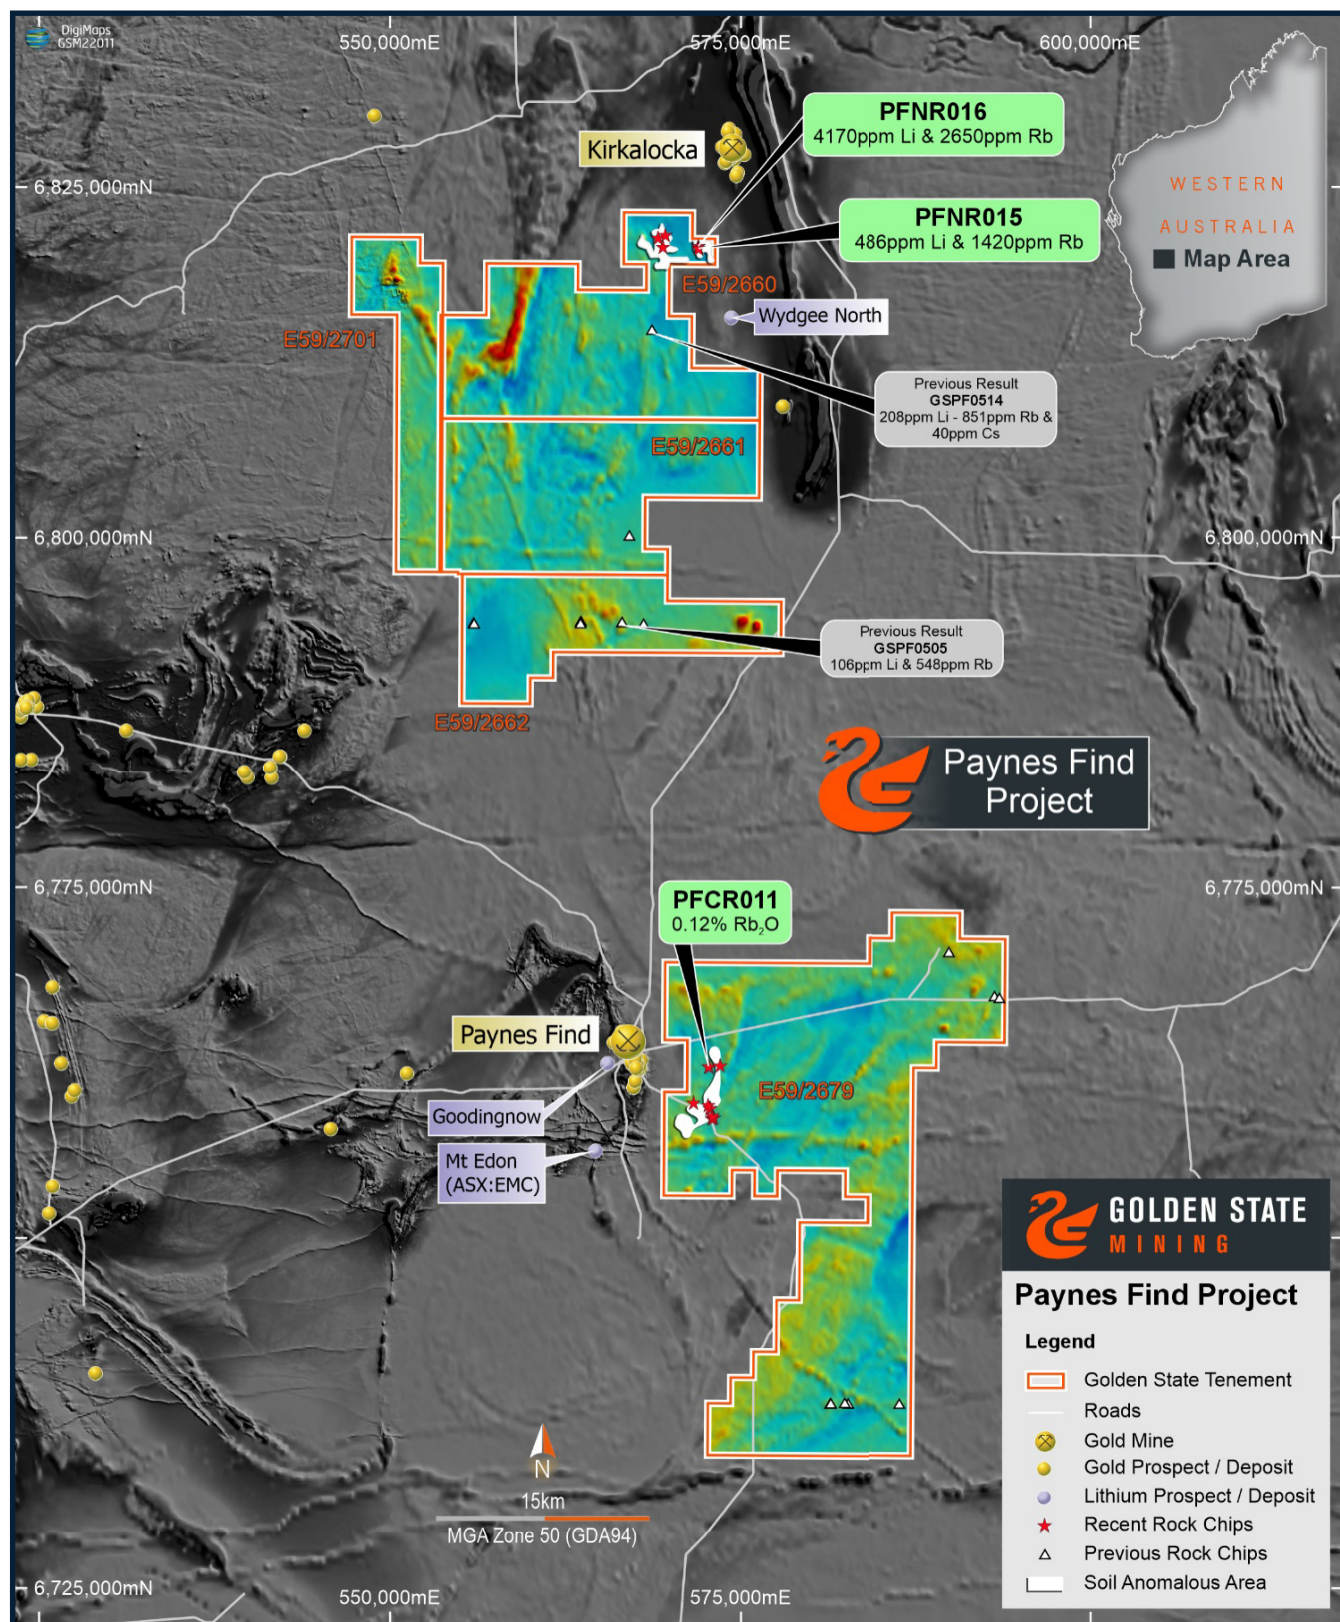 DigiMaps
GSM22011
550,000mE
575,000mE
600,000mE
PFNR016
4170ppm Li & 2650ppm Rb
Kirkalocka
6,825,000mN
WESTERN
AUSTRALIA
Map Area
PFNR015
486ppm Li & 1420ppm Rb
E59/2660
Wydgee North
E59/2701
Previous Result
GSPF0514
208ppm Li - 851ppm Rb &
40ppm Cs
E59/2661
6,800,000mN
6,800,000mN
Previous Result
GSPF0505
106ppm Li & 548ppm Rb
E59/2662
Paynes Find
Project
6,775,000mN
6,775,000mN
PFCR011
0.12% Rb₂O
Paynes Find
E59/2679
Goodingnow
Mt Edon
(ASX:EMC)
GOLDEN STATE
MINING
Paynes Find Project
Legend
Golden State Tenement
Roads
Gold Mine
Gold Prospect / Deposit
Lithium Prospect / Deposit
Recent Rock Chips
Previous Rock Chips
Soil Anomalous Area
N
15km
MGA Zone 50 (GDA94)
6,725,000mN
550,000mE
575,000mE